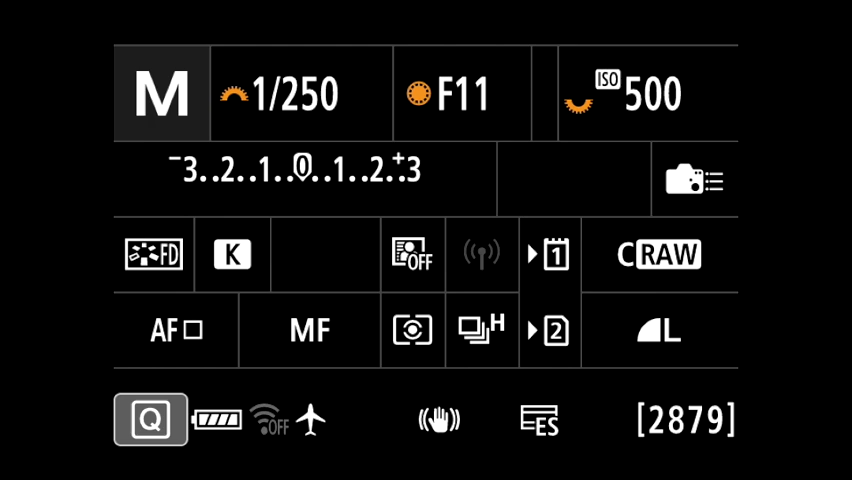 M 1/250 F11 ISO 500
-3..2..1..0..1..2..+3
FD K OFF 1 CRAW
AF MF H 2 L
Q OFF ES [2879]